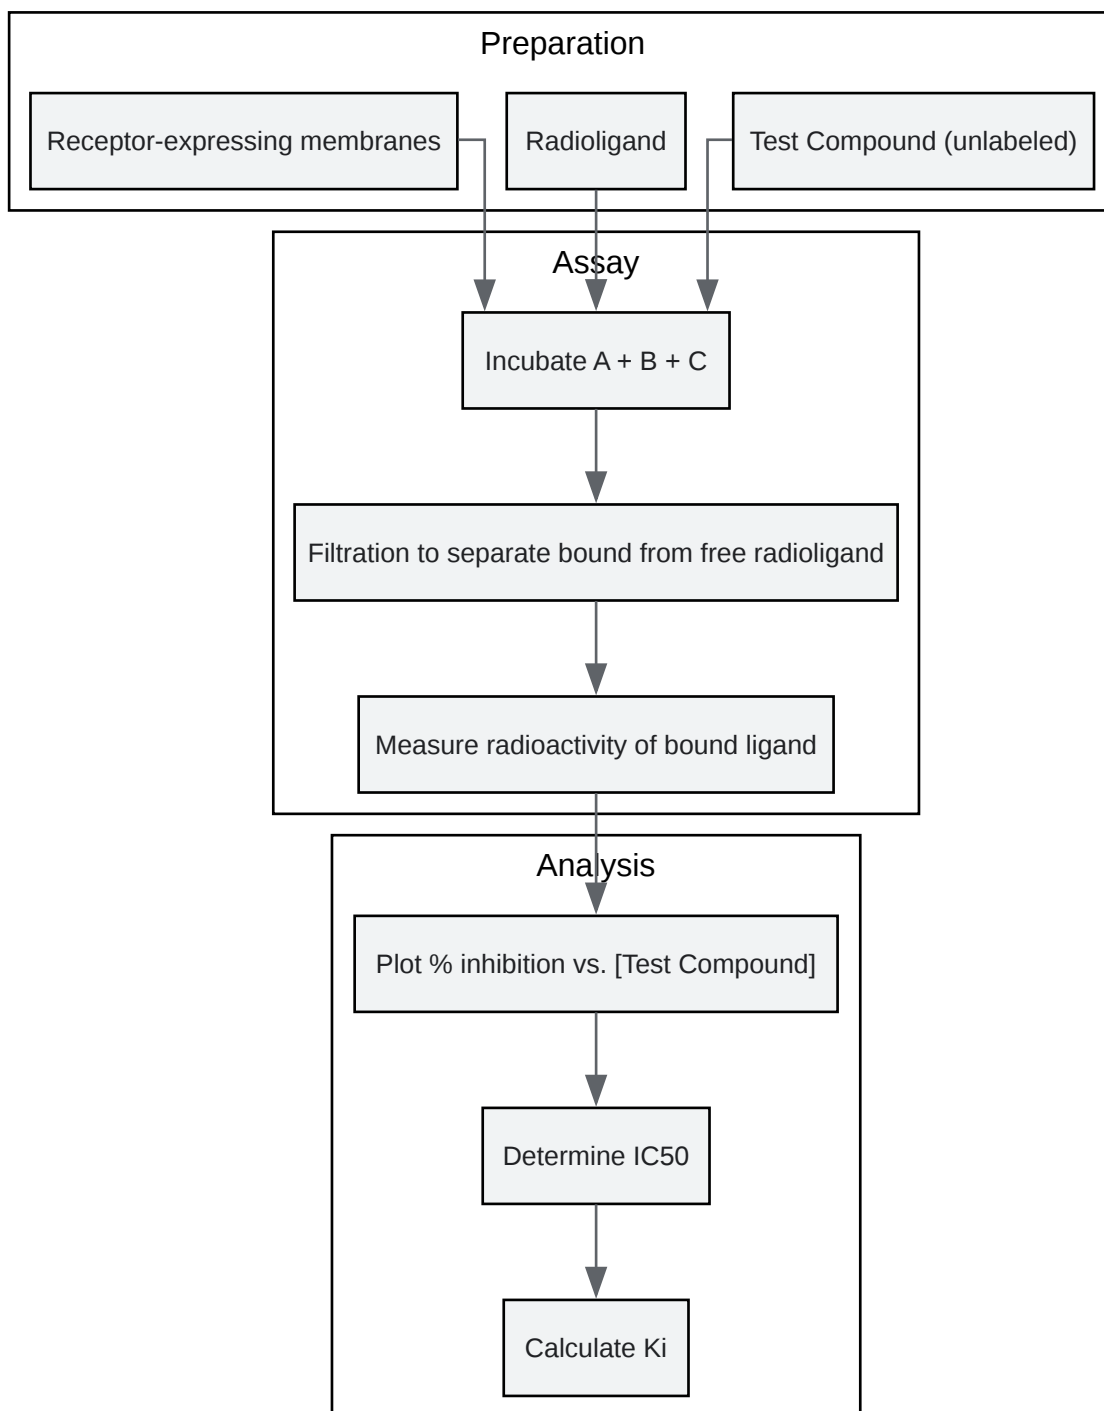 Preparation
Receptor-expressing membranes
Radioligand
Test Compound (unlabeled)
Assay
Incubate A + B + C
Filtration to separate bound from free radioligand
Measure radioactivity of bound ligand
Analysis
Plot % inhibition vs. [Test Compound]
Determine IC50
Calculate Ki